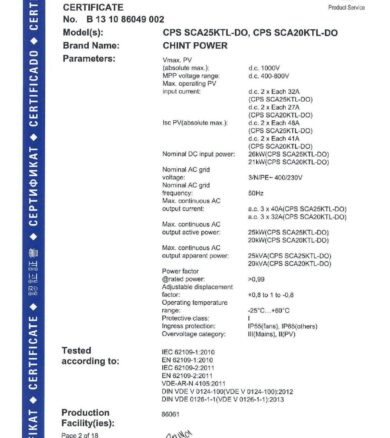 CERTIFICATE
Product Service
No. B 13 10 86049 002
Model(s): CPS SCA25KTL-DO, CPS SCA20KTL-DO
Brand Name: CHINT POWER
Parameters:
Vmax. PV
(absolute max.): d.c. 1000V
MPP voltage range: d.c. 400-800V
Max. operating PV
input current: d.c. 2 x Each 32A
(CPS SCA25KTL-DO)
d.c. 2 x Each 27A
(CPS SCA20KTL-DO)
Isc PV(absolute max.): d.c. 2 x Each 48A
(CPS SCA25KTL-DO)
d.c. 2 x Each 41A
(CPS SCA20KTL-DO)
Nominal DC input power: 26kW(CPS SCA25KTL-DO)
21kW(CPS SCA20KTL-DO)
Nominal AC grid
voltage: 3/N/PE~ 400/230V
Nominal AC grid
frequency: 50Hz
Max. continuous AC
output current: a.c. 3 x 40A(CPS SCA25KTL-DO)
a.c. 3 x 32A(CPS SCA20KTL-DO)
Max. continuous AC
output active power: 25kW(CPS SCA25KTL-DO)
20kW(CPS SCA20KTL-DO)
Max. continuous AC
output apparent power: 25kVA(CPS SCA25KTL-DO)
20kVA(CPS SCA20KTL-DO)
Power factor
@rated power: >0,99
Adjustable displacement
factor: +0,8 to 1 to -0,8
Operating temperature
range: -25°C...+60°C
Protective class: I
Ingress protection: IP55(fans), IP65(others)
Overvoltage category: III(Mains), II(PV)
Tested
according to:
IEC 62109-1:2010
EN 62109-1:2010
IEC 62109-2:2011
EN 62109-2:2011
VDE-AR-N 4105:2011
DIN VDE V 0124-100(VDE V 0124-100):2012
DIN VDE 0126-1-1(VDE V 0126-1-1):2013
Production
Facility(ies): 86061
Page 2 of 18
CERT
CERTIFICADO
СЕРТИФИКАТ
認証証書
CERTIFICATE